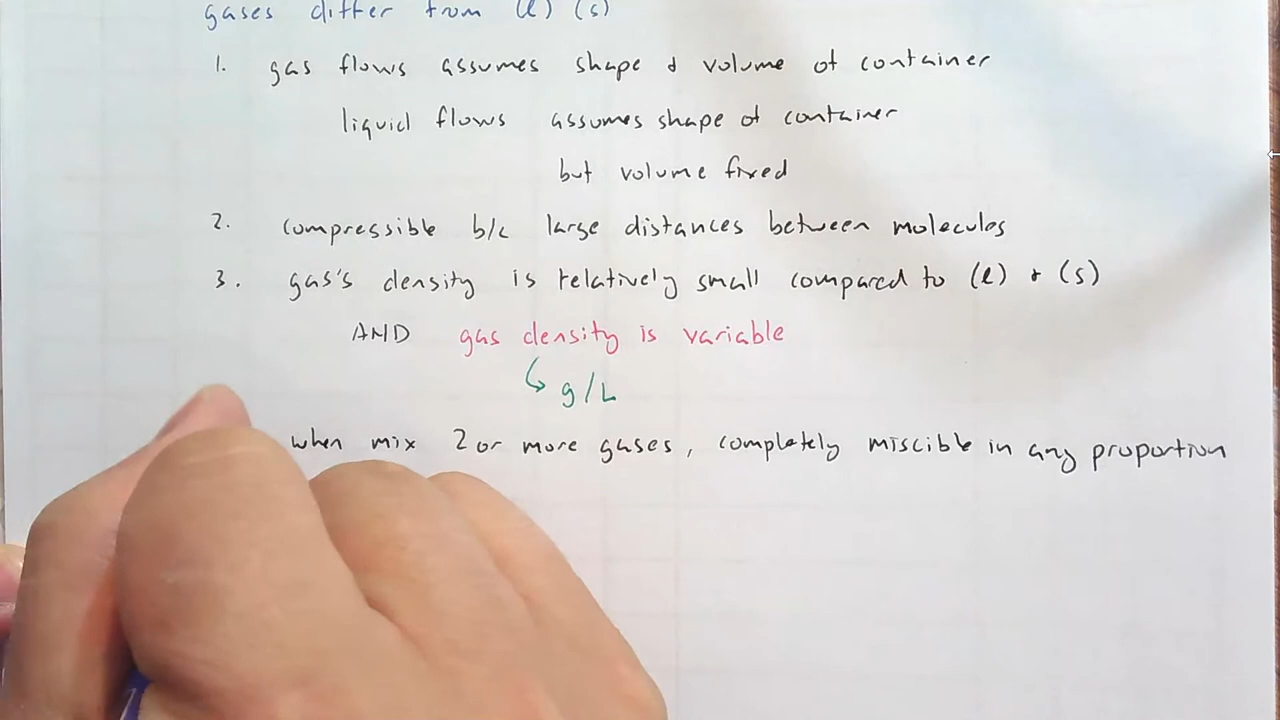 gases differ from (l) (s)
1. gas flows assumes shape & volume of container
liquid flows assumes shape of container
but volume fixed
2. compressible b/c large distances between molecules
3. gas's density is relatively small compared to (l) & (s)
AND gas density is variable
g/L
when mix 2 or more gases, completely miscible in any proportion